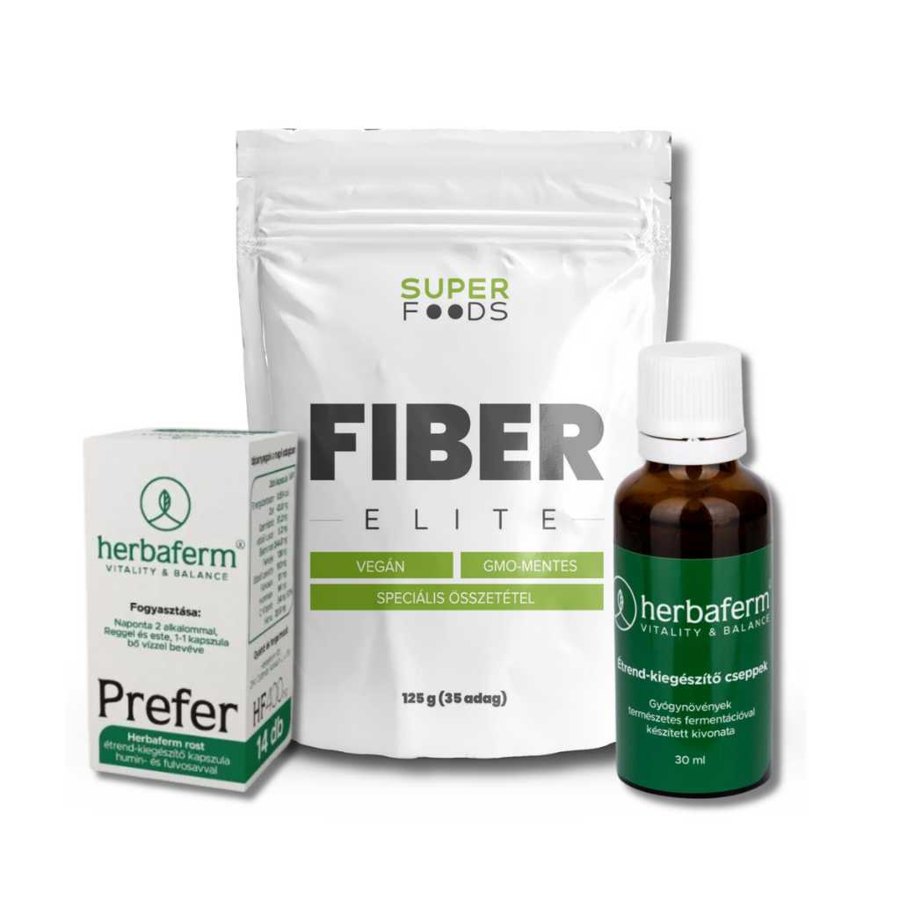 SUPER
FOODS
FIBER
ELITE
VEGÁN
GMO-MENTES
SPECIÁLIS ÖSSZETÉTEL
125 g (35 adag)
herbaferm®
VITALITY & BALANCE
Fogyasztása:
Naponta 2 alkalommal,
Reggel és este, 1-1 kapszula
bő vízzel bevéve
Prefer
Herbaferm rost
étrend-kiegészítő kapszula
humin- és fulvosavval
HF400
14 db
herbaferm®
VITALITY & BALANCE
Étrend-kiegészítő cseppek
Gyógynövények
természetes fermentációval
készített kivonata
30 ml